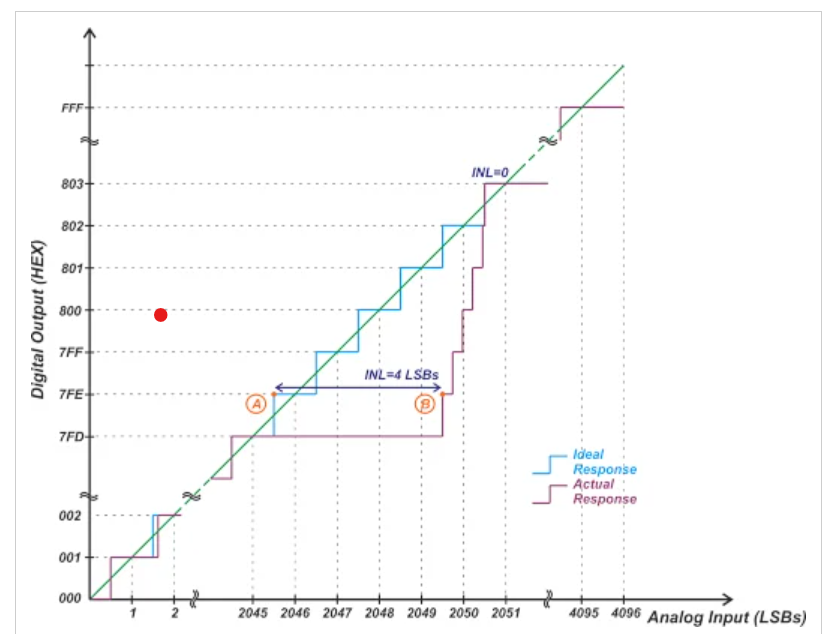 FFF
INL=0
803
802
801
800
7FF
INL=4 LSBs
7FE
A
B
7FD
Ideal
Response
Actual
Response
002
001
000
1 2 2045 2046 2047 2048 2049 2050 2051 4095 4096
Analog Input (LSBs)
Digital Output (HEX)